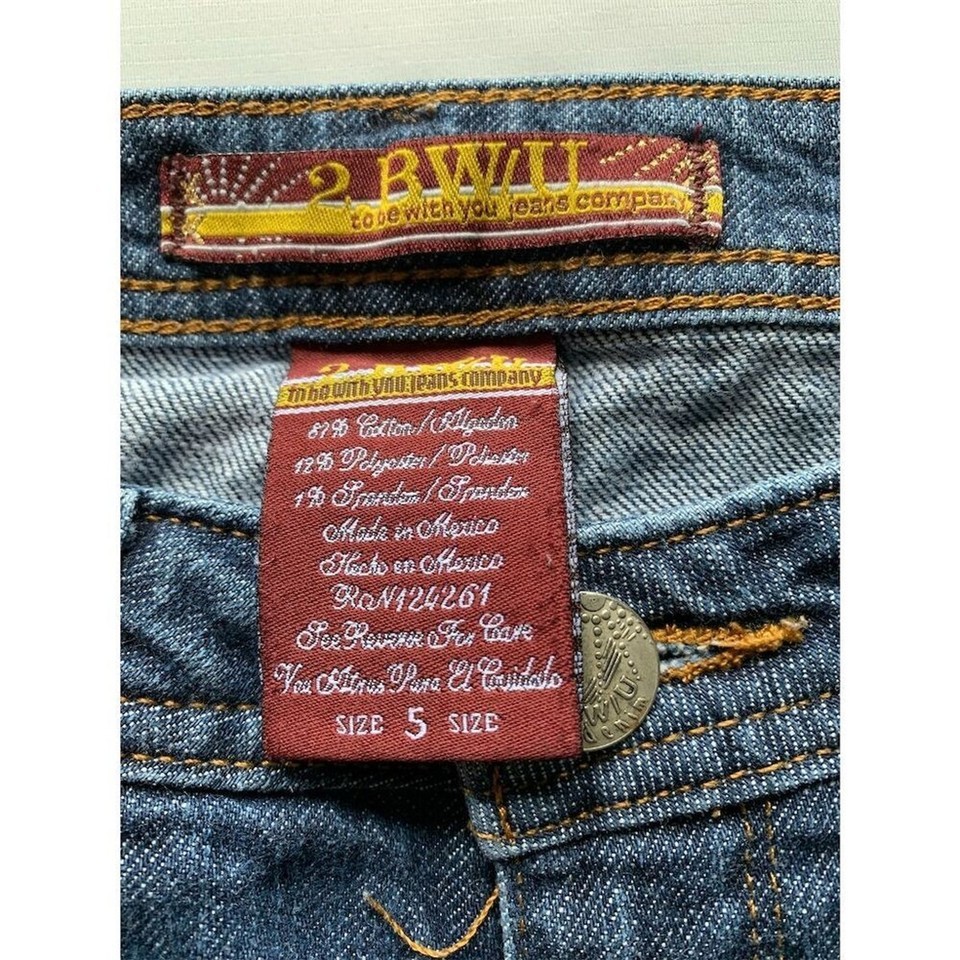 2 BW/U
to be with you jeans company
to be with you jeans company
87% Cotton / Algodon
12% Polyester / Poliester
1% Spandex / Spandex
Made in Mexico
Hecho en Mexico
RN124261
See Reverse For Care
Vea Atras Para El Cuidado
SIZE 5 SIZE
BW/U